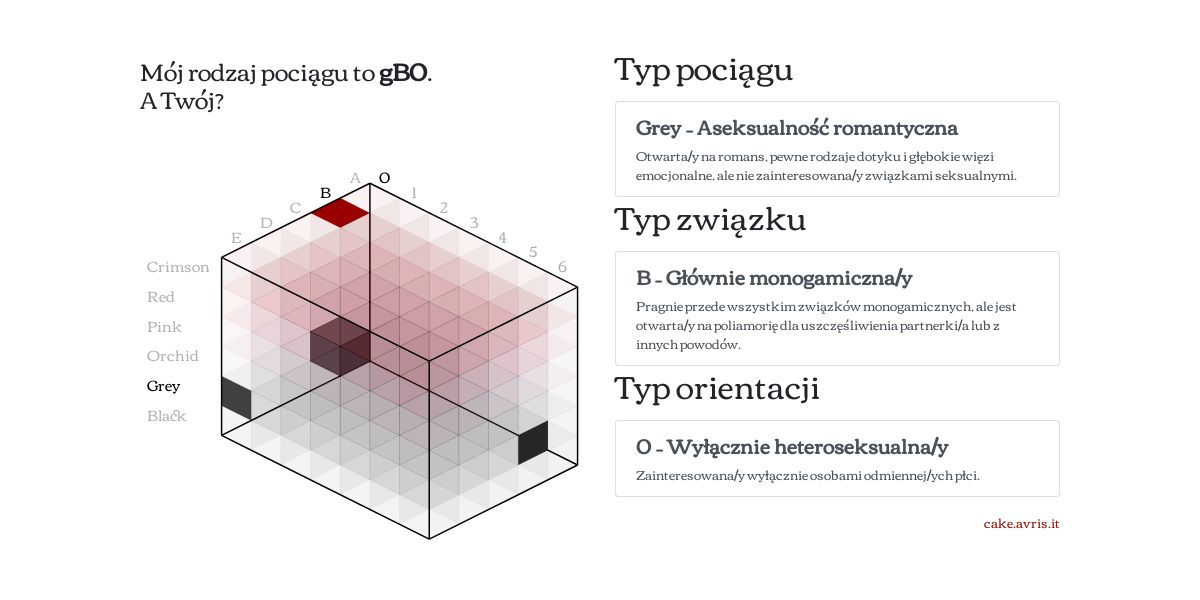 Mój rodzaj pociągu to gB0.
A Twój?
A
0
B
1
C
2
D
3
E
4
5
6
Crimson
Red
Pink
Orchid
Grey
Black
Typ pociągu
Grey - Aseksualność romantyczna
Otwarta/y na romans, pewne rodzaje dotyku i głębokie więzi
emocjonalne, ale nie zainteresowana/y związkami seksualnymi.
Typ związku
B - Głównie monogamiczna/y
Pragnie przede wszystkim związków monogamicznych, ale jest
otwarta/y na poliamorię dla uszczęśliwienia partnerki/a lub z
innych powodów.
Typ orientacji
0 - Wyłącznie heteroseksualna/y
Zainteresowana/y wyłącznie osobami odmiennej/ych płci.
cake.avris.it